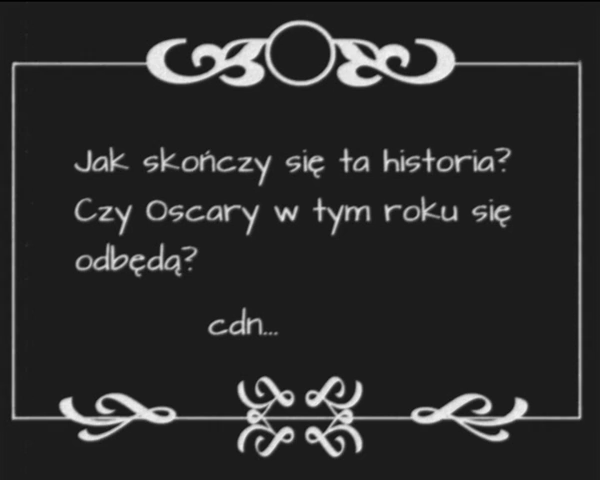 Jak skończy się ta historia?
Czy Oscary w tym roku się
odbędą?
cdn...